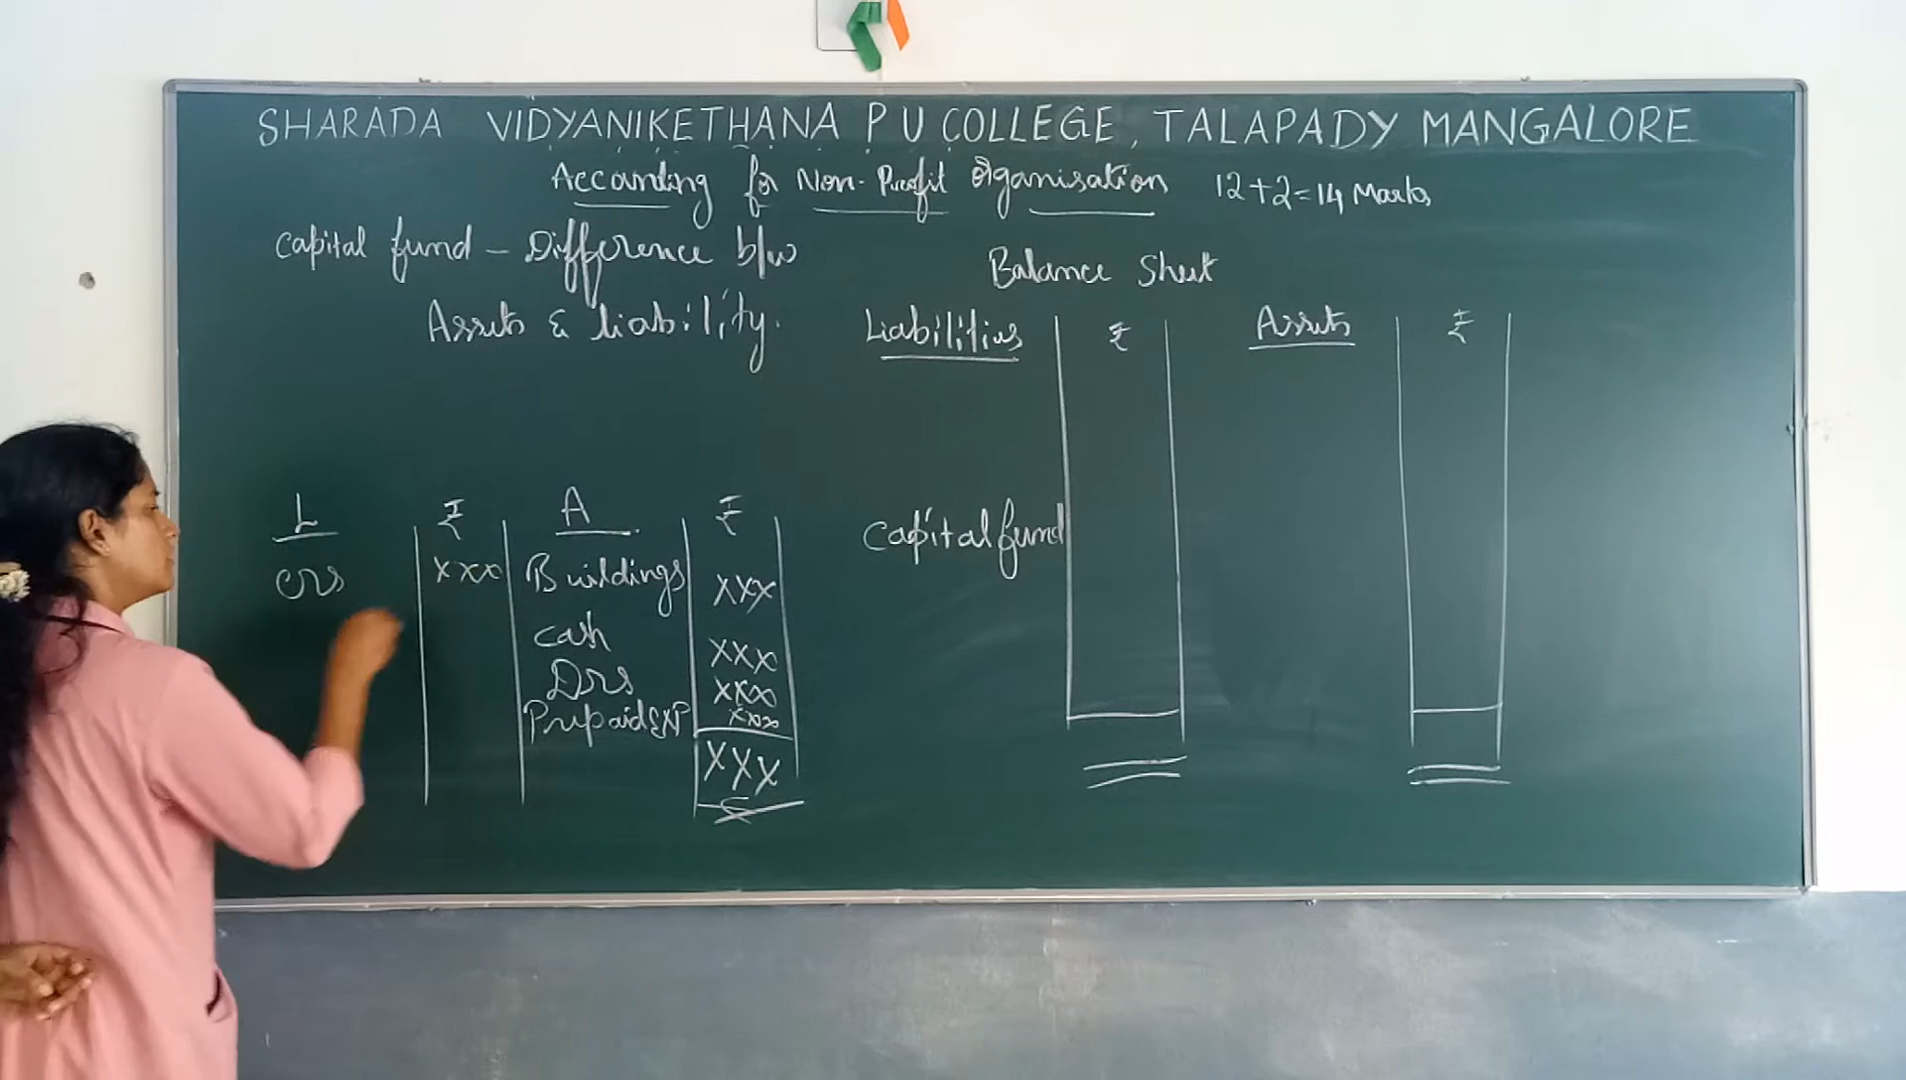 SHARADA VIDYANIKETHANA P U COLLEGE, TALAPADY MANGALORE
Accounting for Non-Profit Organisation 12+2=14 Marks
Capital fund - Difference b/w
Assets & liability.
Balance Sheet
Liabilities ₹ Assets ₹
Capital fund
L ₹ A ₹
Crs xxx Buildings xxx
Cash xxx
Drs xxx
Prepaid EXP xxx
xxx